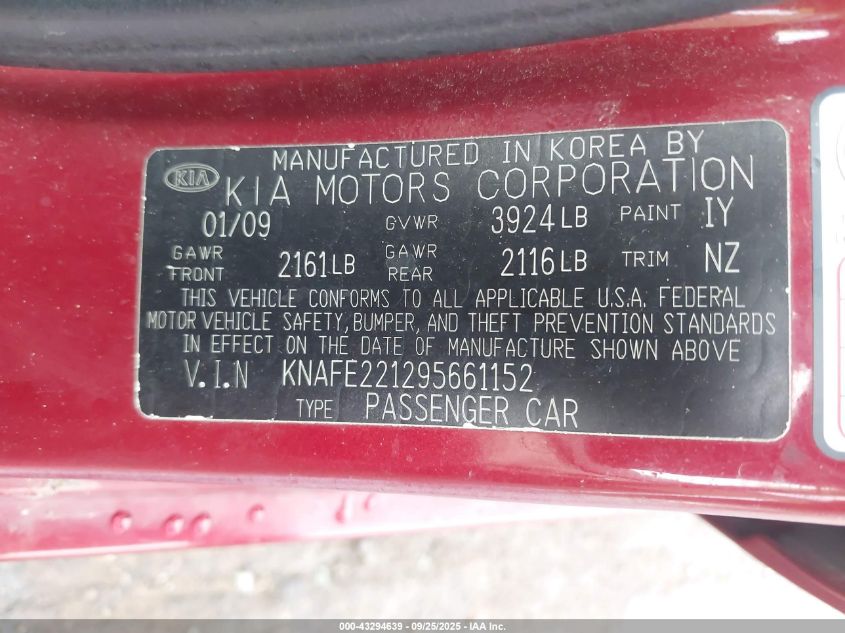 MANUFACTURED IN KOREA BY
KIA KIA MOTORS CORPORATION
01/09 GVWR 3924LB PAINT IY
GAWR FRONT 2161LB GAWR REAR 2116LB TRIM NZ
THIS VEHICLE CONFORMS TO ALL APPLICABLE U.S.A. FEDERAL
MOTOR VEHICLE SAFETY, BUMPER, AND THEFT PREVENTION STANDARDS
IN EFFECT ON THE DATE OF MANUFACTURE SHOWN ABOVE
V.I.N KNAFE221295661152
TYPE PASSENGER CAR
000-43294639 - 09/25/2025 - IAA Inc.